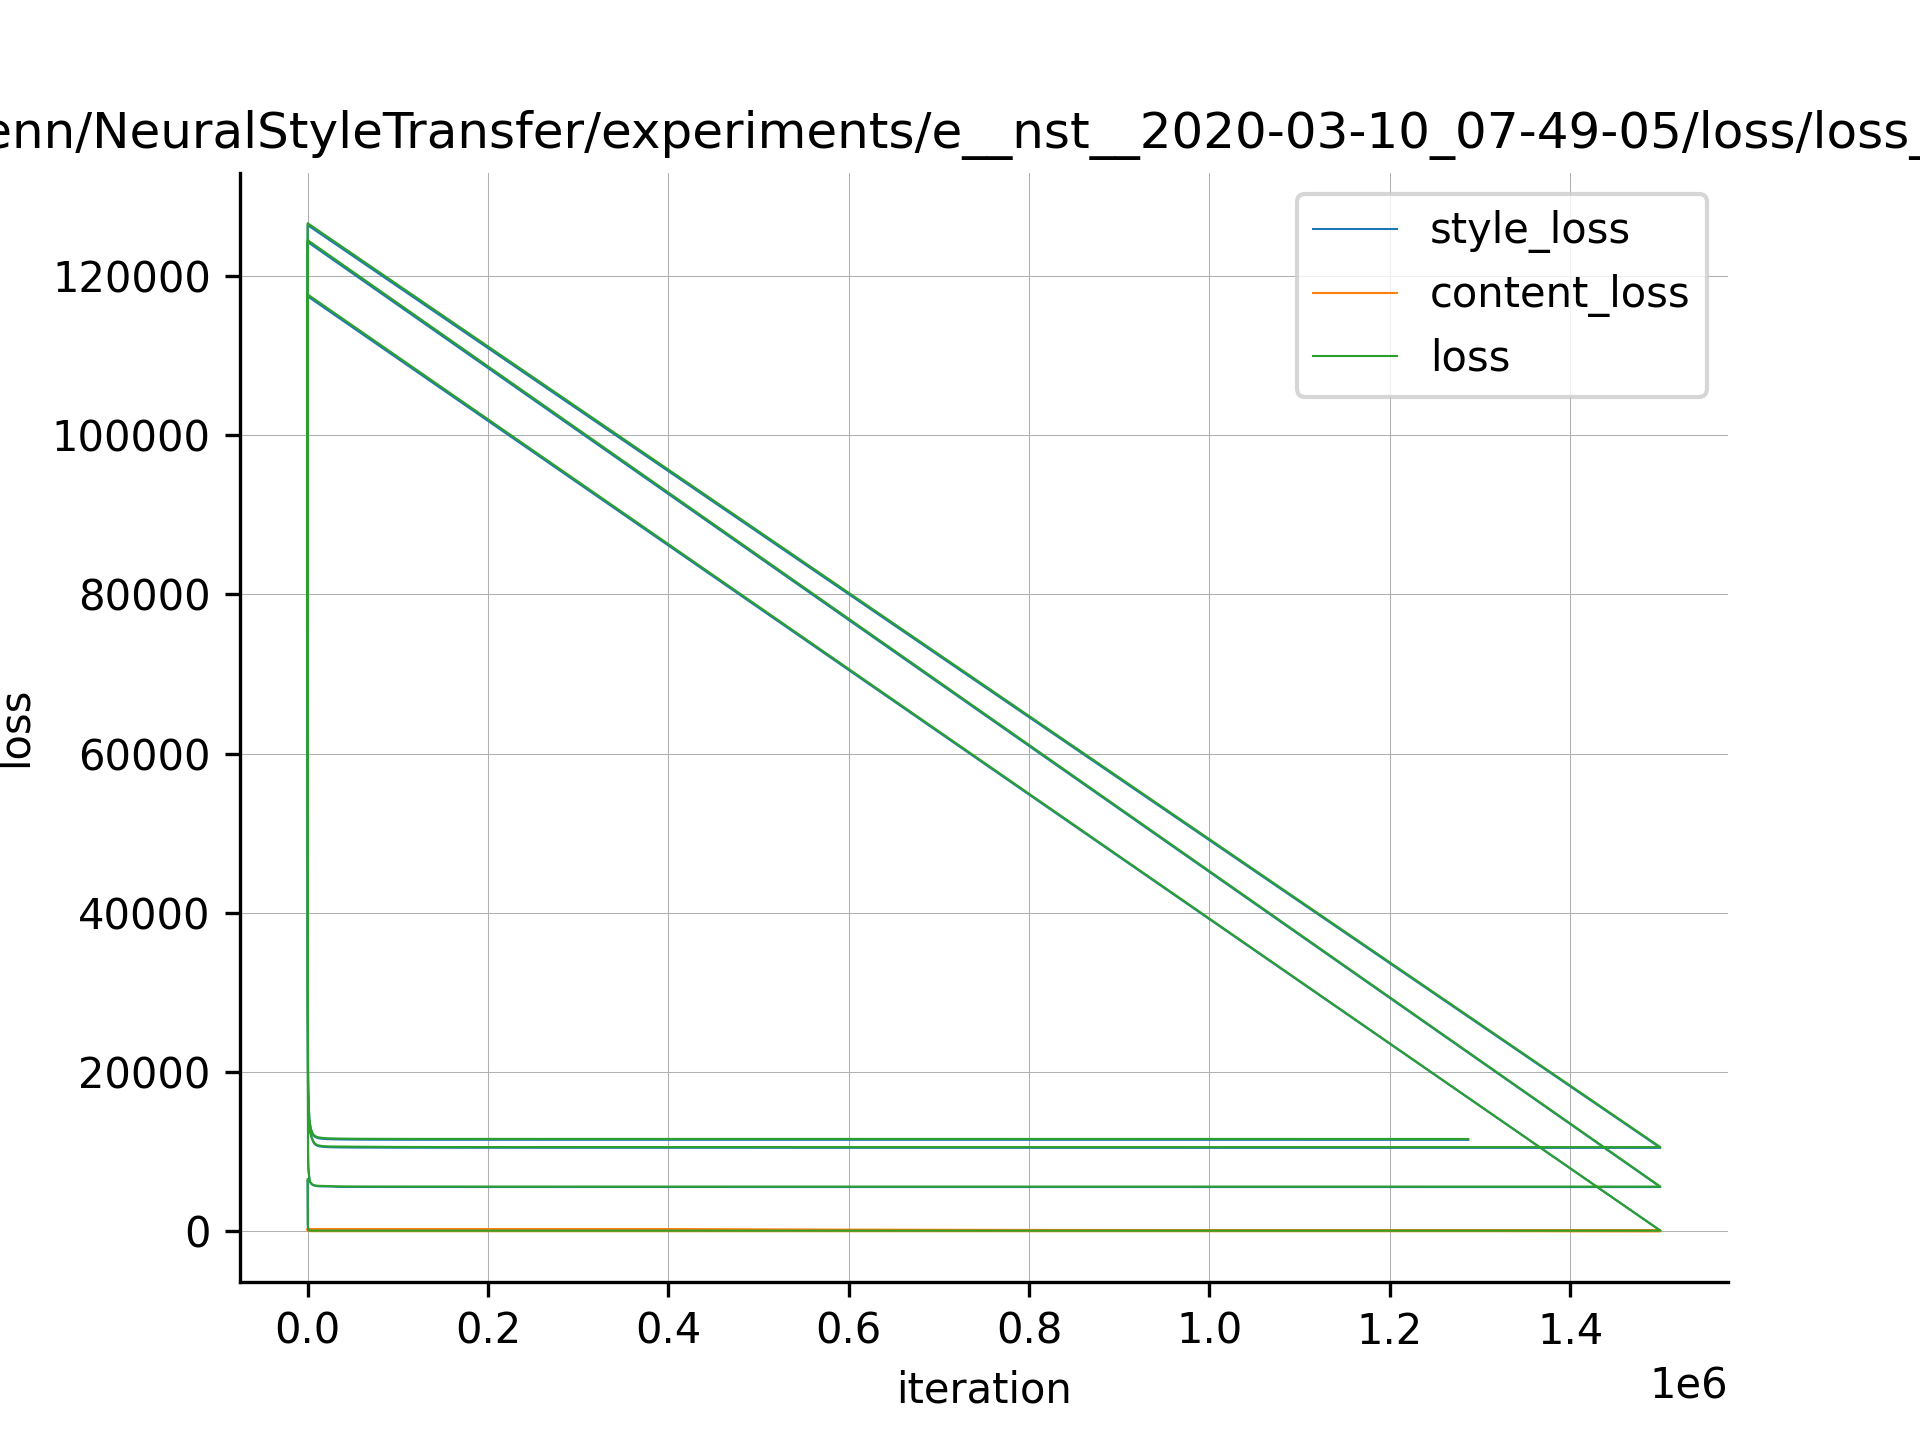 enn/NeuralStyleTransfer/experiments/e__nst__2020-03-10_07-49-05/loss/loss_
style_loss
content_loss
loss
120000
100000
80000
60000
40000
20000
0
loss
0.0 0.2 0.4 0.6 0.8 1.0 1.2 1.4
1e6
iteration